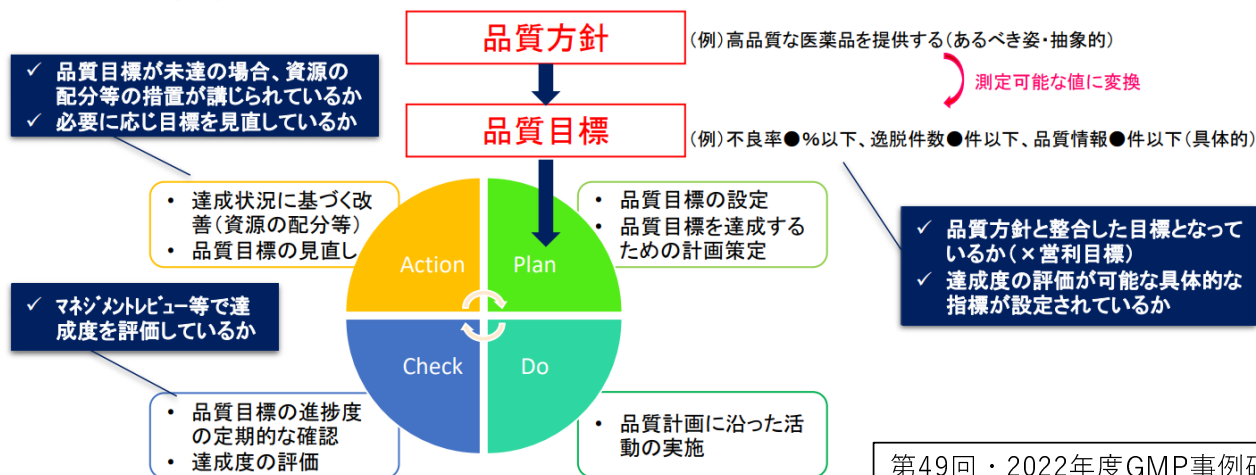 品質方針
(例)高品質な医薬品を提供する(あるべき姿・抽象的)
測定可能な値に変換
品質目標
(例)不良率●%以下、逸脱件数●件以下、品質情報●件以下(具体的)
✓ 品質目標が未達の場合、資源の
配分等の措置が講じられているか
✓ 必要に応じ目標を見直しているか
• 達成状況に基づく改
善(資源の配分等)
• 品質目標の見直し
Action
Plan
• 品質目標の設定
• 品質目標を達成する
ための計画策定
✓ 品質方針と整合した目標となって
いるか(×営利目標)
✓ 達成度の評価が可能な具体的な
指標が設定されているか
✓ マネジメントレビュー等で達
成度を評価しているか
Check
Do
• 品質目標の進捗度
の定期的な確認
• 達成度の評価
• 品質計画に沿った活
動の実施
第49回・2022年度GMP事例